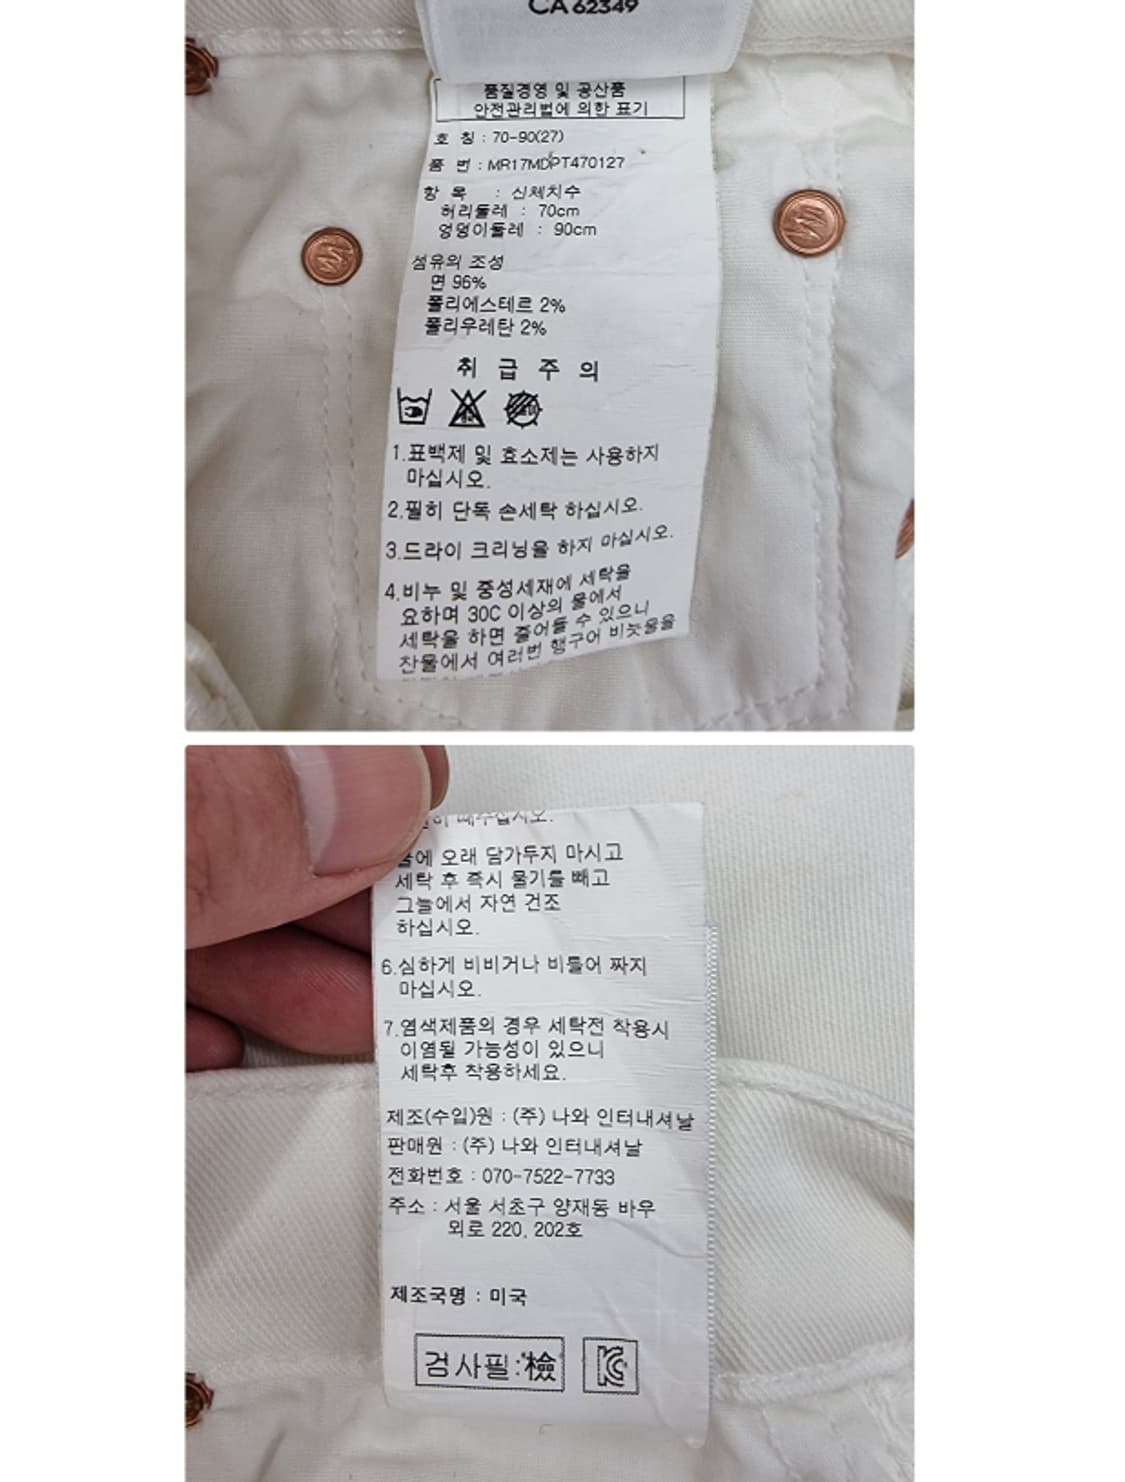 CA 62349
품질경영 및 공산품
안전관리법에 의한 표기
호 칭 : 70-90(27)
품 번 : MR17MDPT470127
항 목 : 신체치수
허리둘레 : 70cm
엉덩이둘레 : 90cm
섬유의 조성
면 96%
폴리에스테르 2%
폴리우레탄 2%
취 급 주 의
1.표백제 및 효소제는 사용하지
마십시오.
2.필히 단독 손세탁 하십시오.
3.드라이 크리닝을 하지 마십시오.
4.비누 및 중성세재에 세탁을
요하며 30C 이상의 물에서
세탁을 하면 줄어들 수 있으니
찬물에서 여러번 행구어 비눗물을
빼주십시오.
물에 오래 담가두지 마시고
세탁 후 즉시 물기를 빼고
그늘에서 자연 건조
하십시오.
6.심하게 비비거나 비틀어 짜지
마십시오.
7.염색제품의 경우 세탁전 착용시
이염될 가능성이 있으니
세탁후 착용하세요.
제조(수입)원 : (주) 나와 인터내셔날
판매원 : (주) 나와 인터내셔날
전화번호 : 070-7522-7733
주소 : 서울 서초구 양재동 바우
뫼로 220, 202호
제조국명 : 미국
검사필:檢